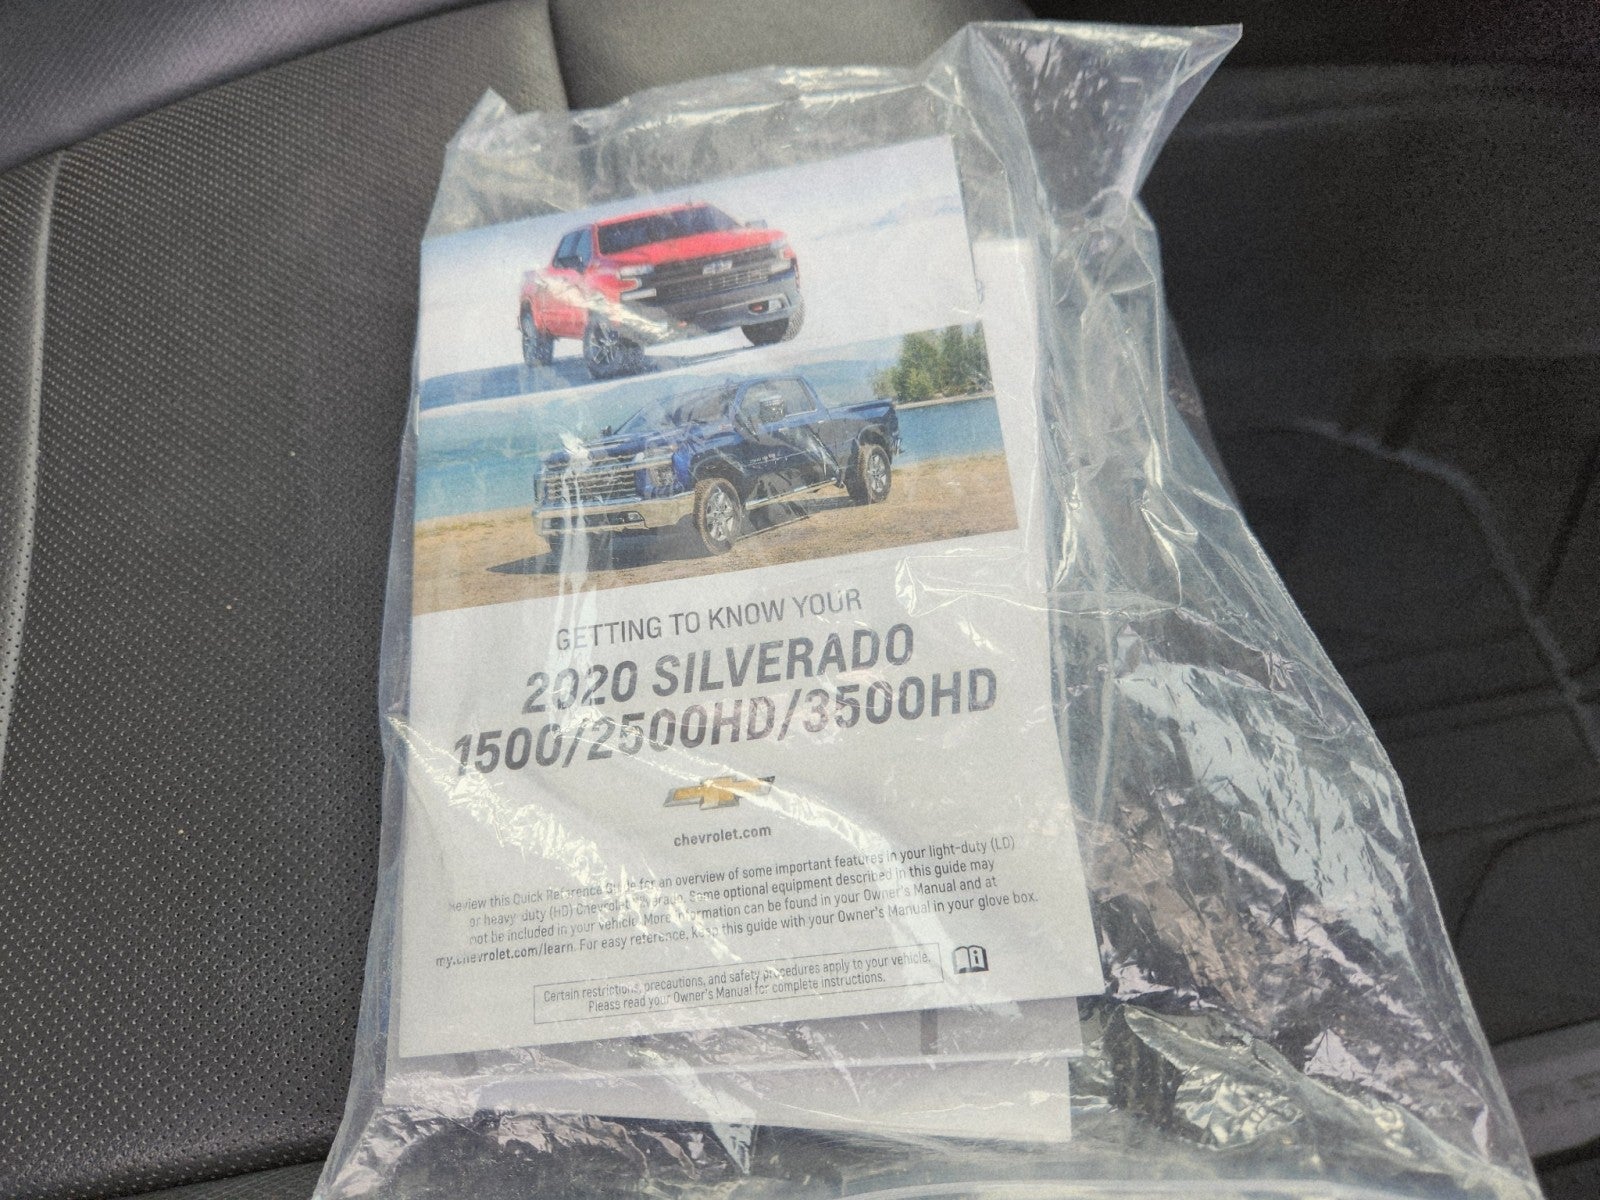 GETTING TO KNOW YOUR
2020 SILVERADO
1500/2500HD/3500HD
chevrolet.com
Review this Quick Reference Guide for an overview of some important features in your light-duty (LD)
or heavy-duty (HD) Chevrolet Silverado. Some optional equipment described in this guide may
not be included in your vehicle. More information can be found in your Owner's Manual and at
my.chevrolet.com/learn. For easy reference, keep this guide with your Owner's Manual in your glove box.
Certain restrictions, precautions, and safety procedures apply to your vehicle.
Please read your Owner's Manual for complete instructions.